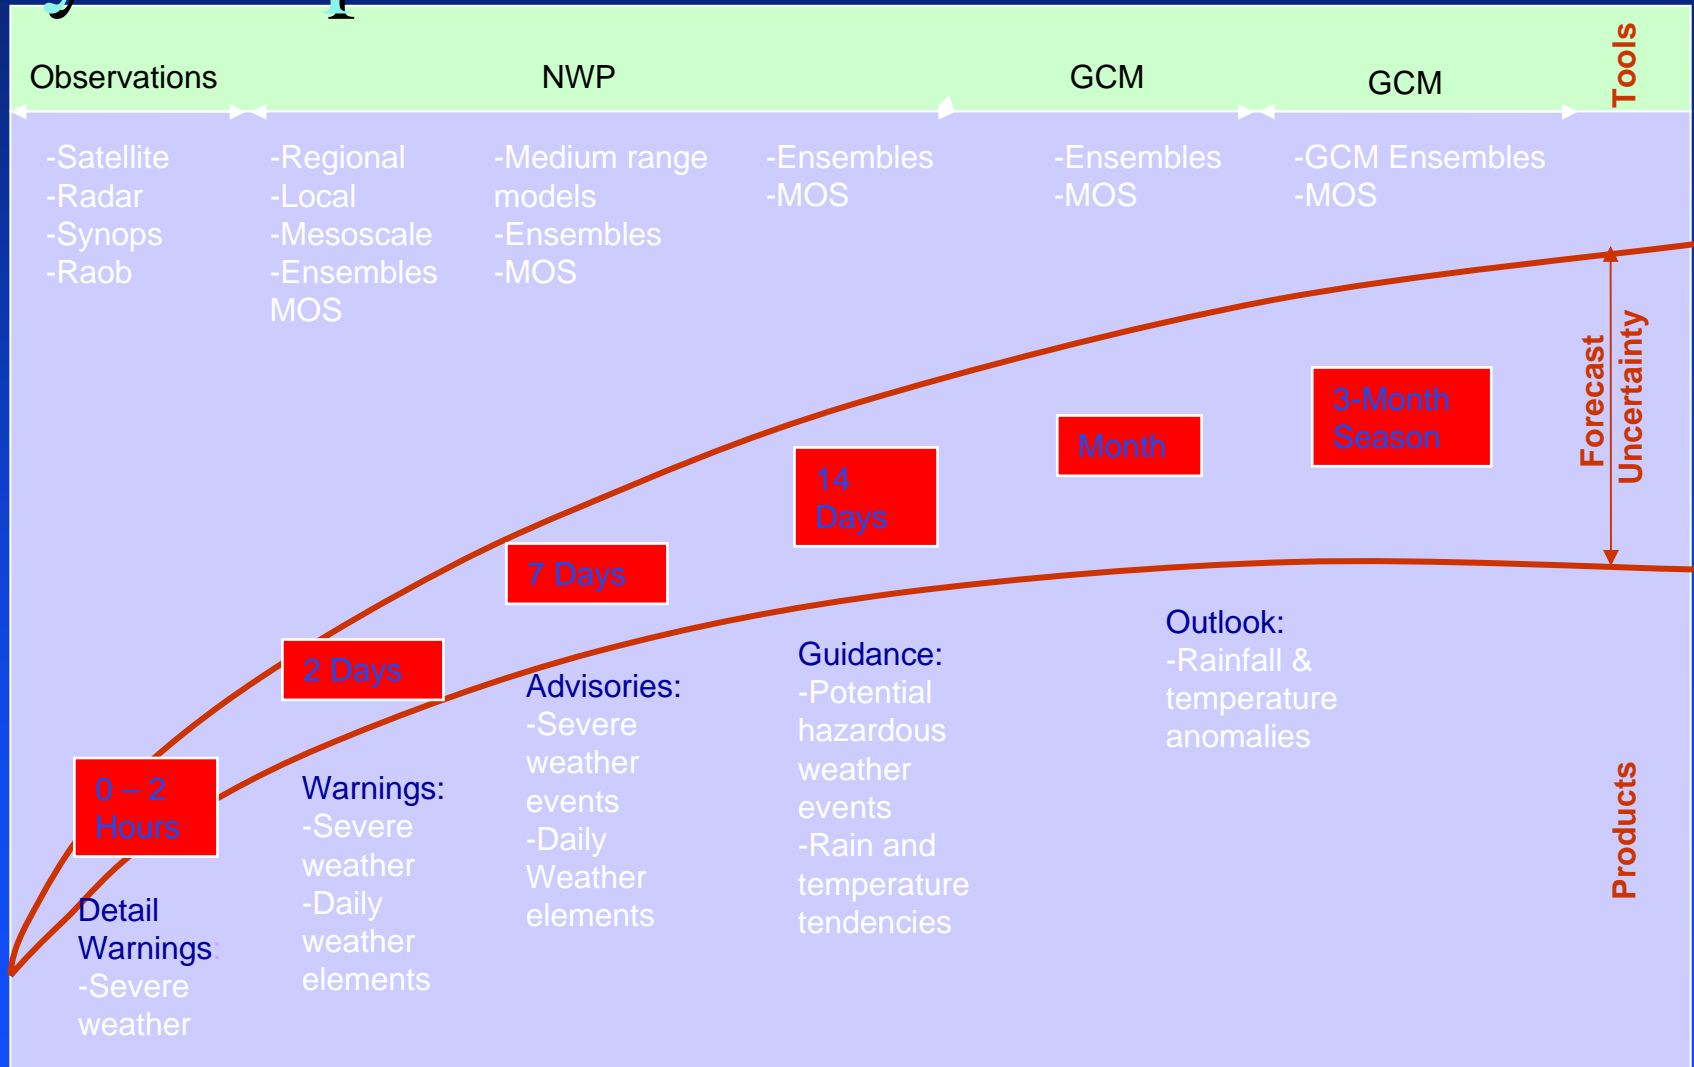 Observations
NWP
GCM
GCM
Tools
-Satellite
-Radar
-Synops
-Raob
-Regional
-Local
-Mesoscale
-Ensembles
MOS
-Medium range
models
-Ensembles
-MOS
-Ensembles
-MOS
-Ensembles
-MOS
-GCM Ensembles
-MOS
Forecast
Uncertainty
3-Month
Season
Month
14
Days
7 Days
2 Days
0 – 2
Hours
Detail
Warnings:
-Severe
weather
Warnings:
-Severe
weather
-Daily
weather
elements
Advisories:
-Severe
weather
events
-Daily
Weather
elements
Guidance:
-Potential
hazardous
weather
events
-Rain and
temperature
tendencies
Outlook:
-Rainfall &
temperature
anomalies
Products